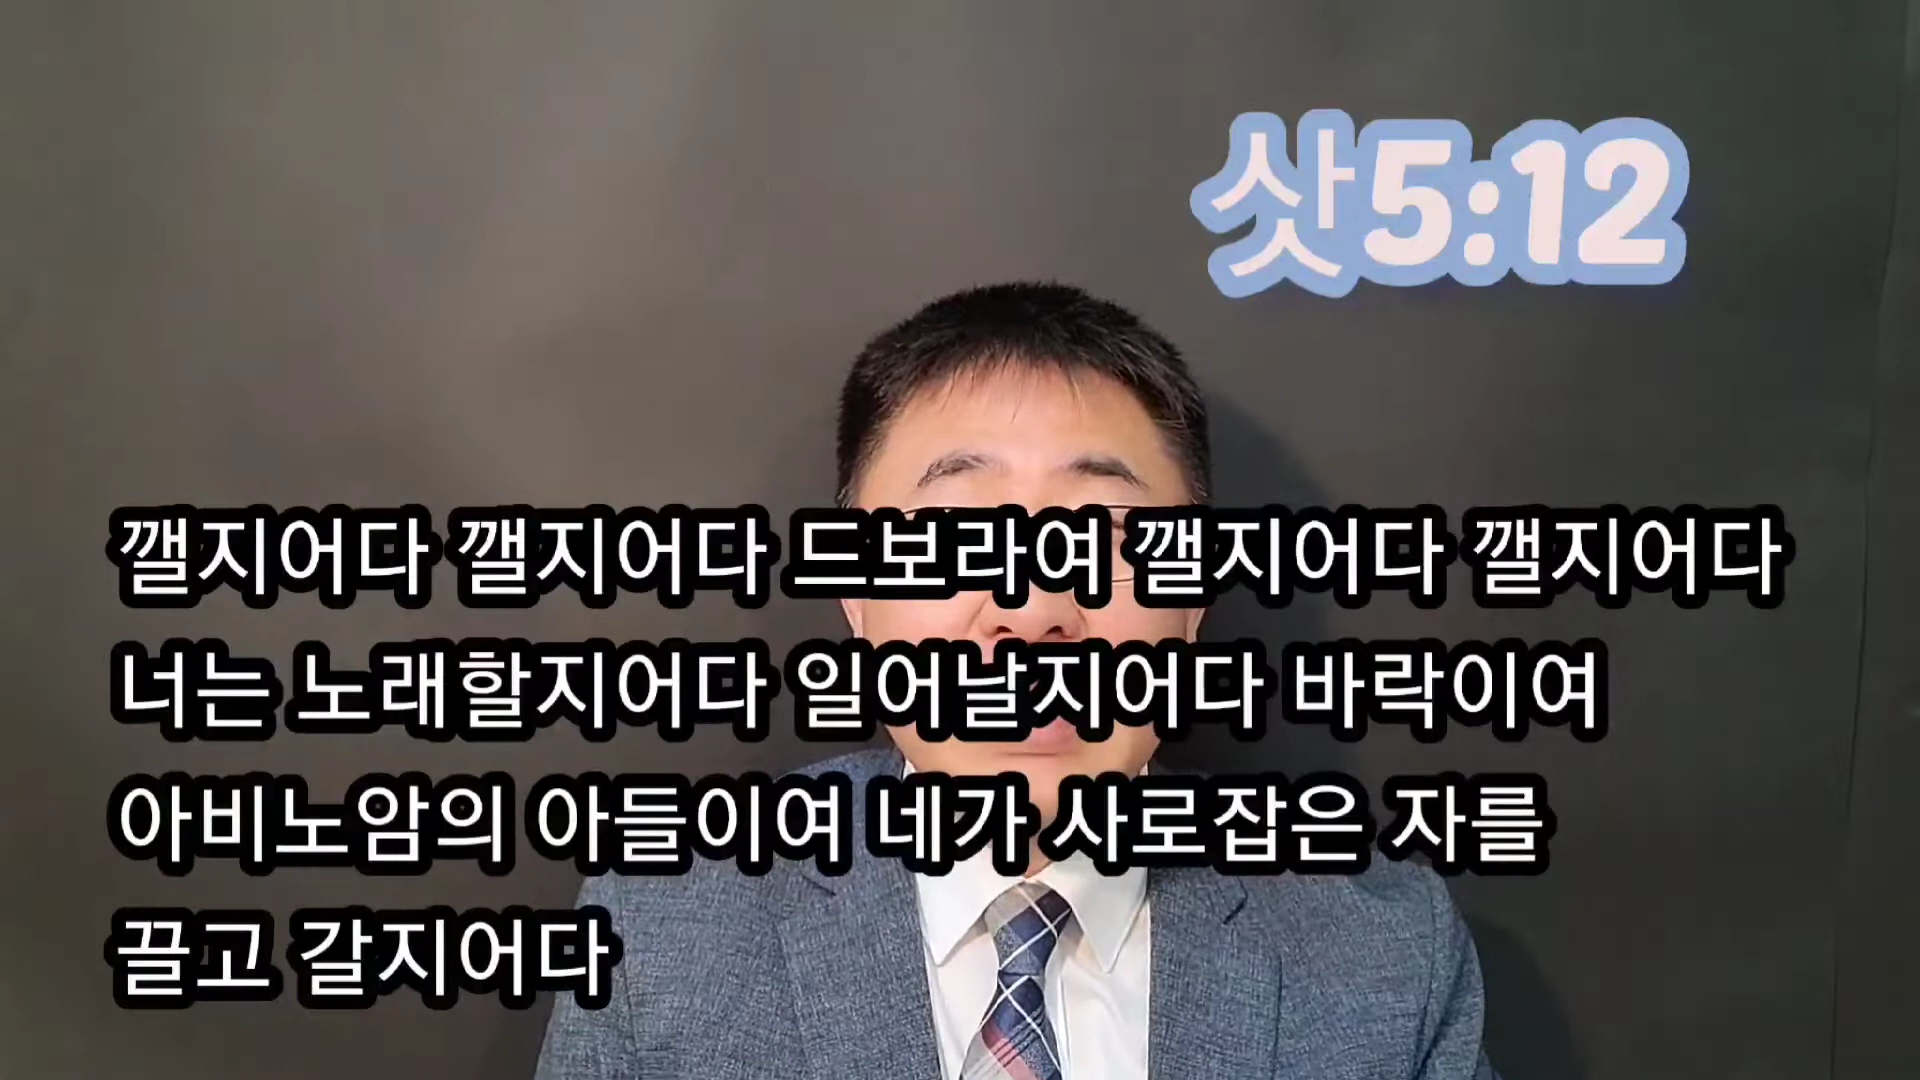 삿5:12
깰지어다 깰지어다 드보라여 깰지어다 깰지어다
너는 노래할지어다 일어날지어다 바락이여
아비노암의 아들이여 네가 사로잡은 자를
끌고 갈지어다